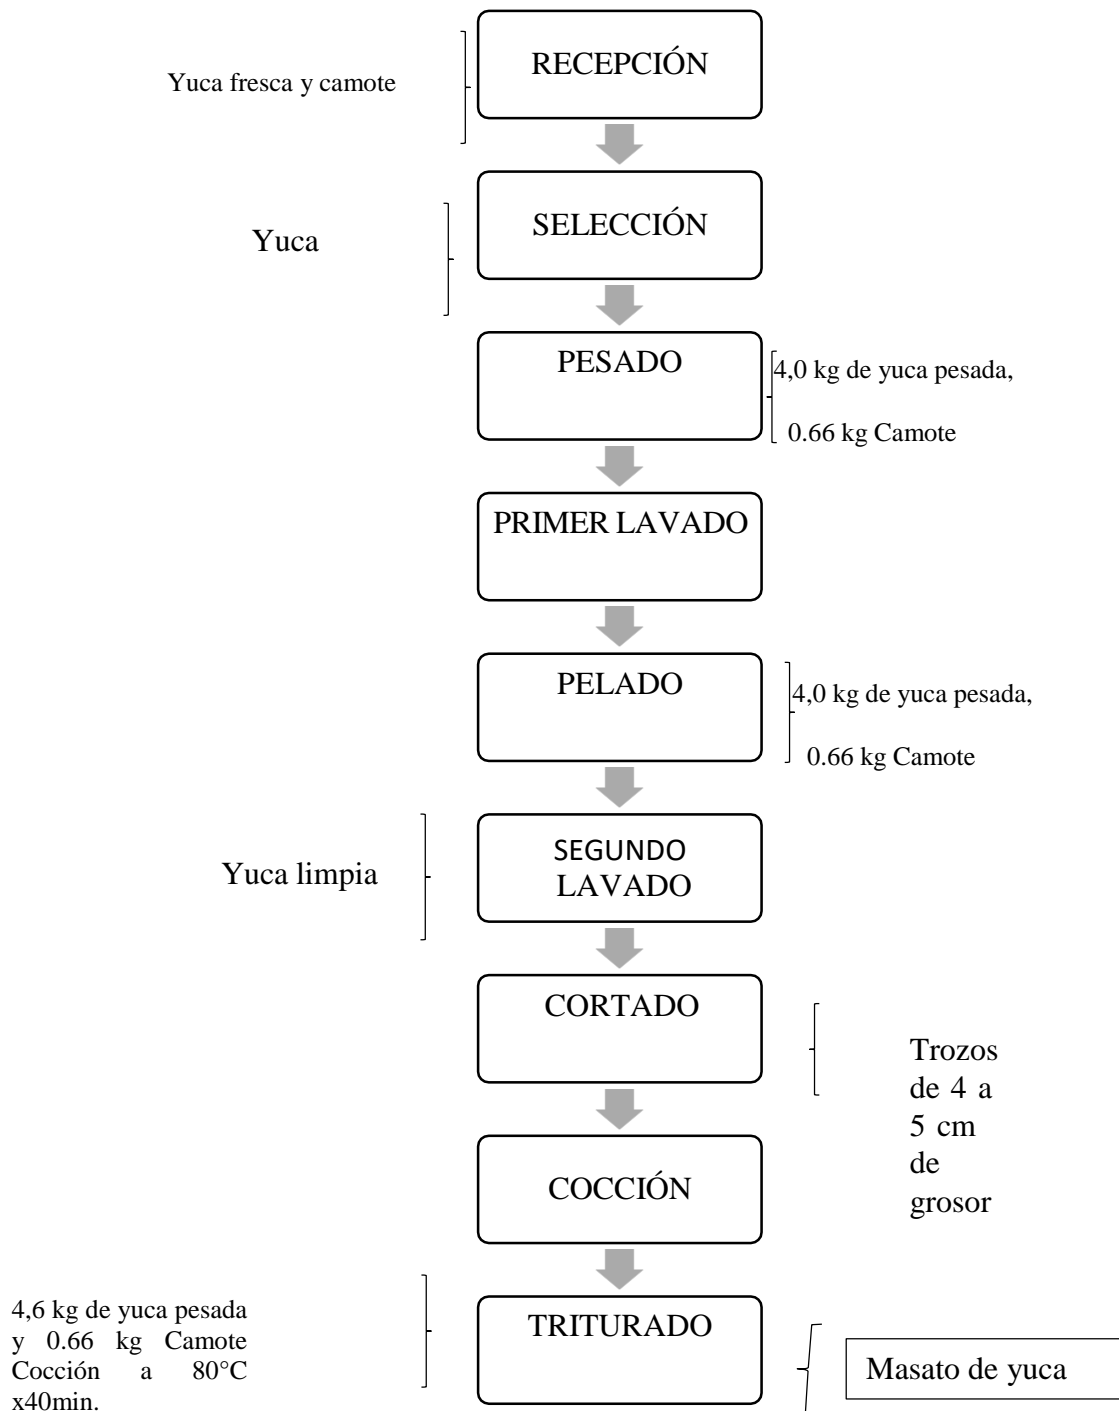 RECEPCIÓN
Yuca fresca y camote
SELECCIÓN
Yuca
PESADO
4,0 kg de yuca pesada,
0.66 kg Camote
PRIMER LAVADO
PELADO
4,0 kg de yuca pesada,
0.66 kg Camote
SEGUNDO
LAVADO
Yuca limpia
CORTADO
Trozos
de 4 a
5 cm
de
grosor
COCCIÓN
TRITURADO
4,6 kg de yuca pesada
y 0.66 kg Camote
Cocción a 80°C
x40min.
Masato de yuca